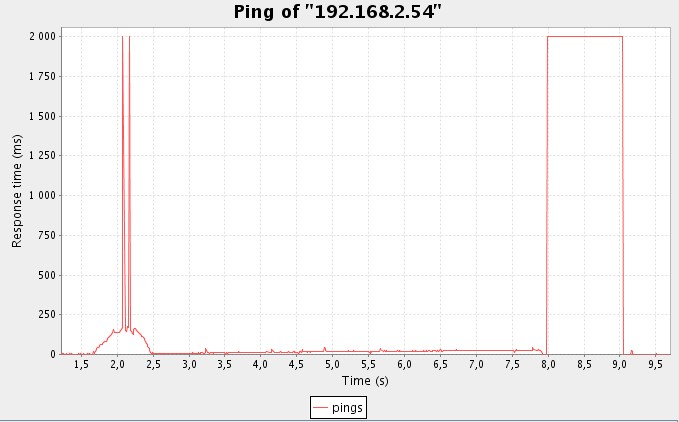 Ping of "192.168.2.54"
2 000
1 750
1 500
1 250
1 000
750
500
250
0
Response time (ms)
1,5 2,0 2,5 3,0 3,5 4,0 4,5 5,0 5,5 6,0 6,5 7,0 7,5 8,0 8,5 9,0 9,5
Time (s)
pings